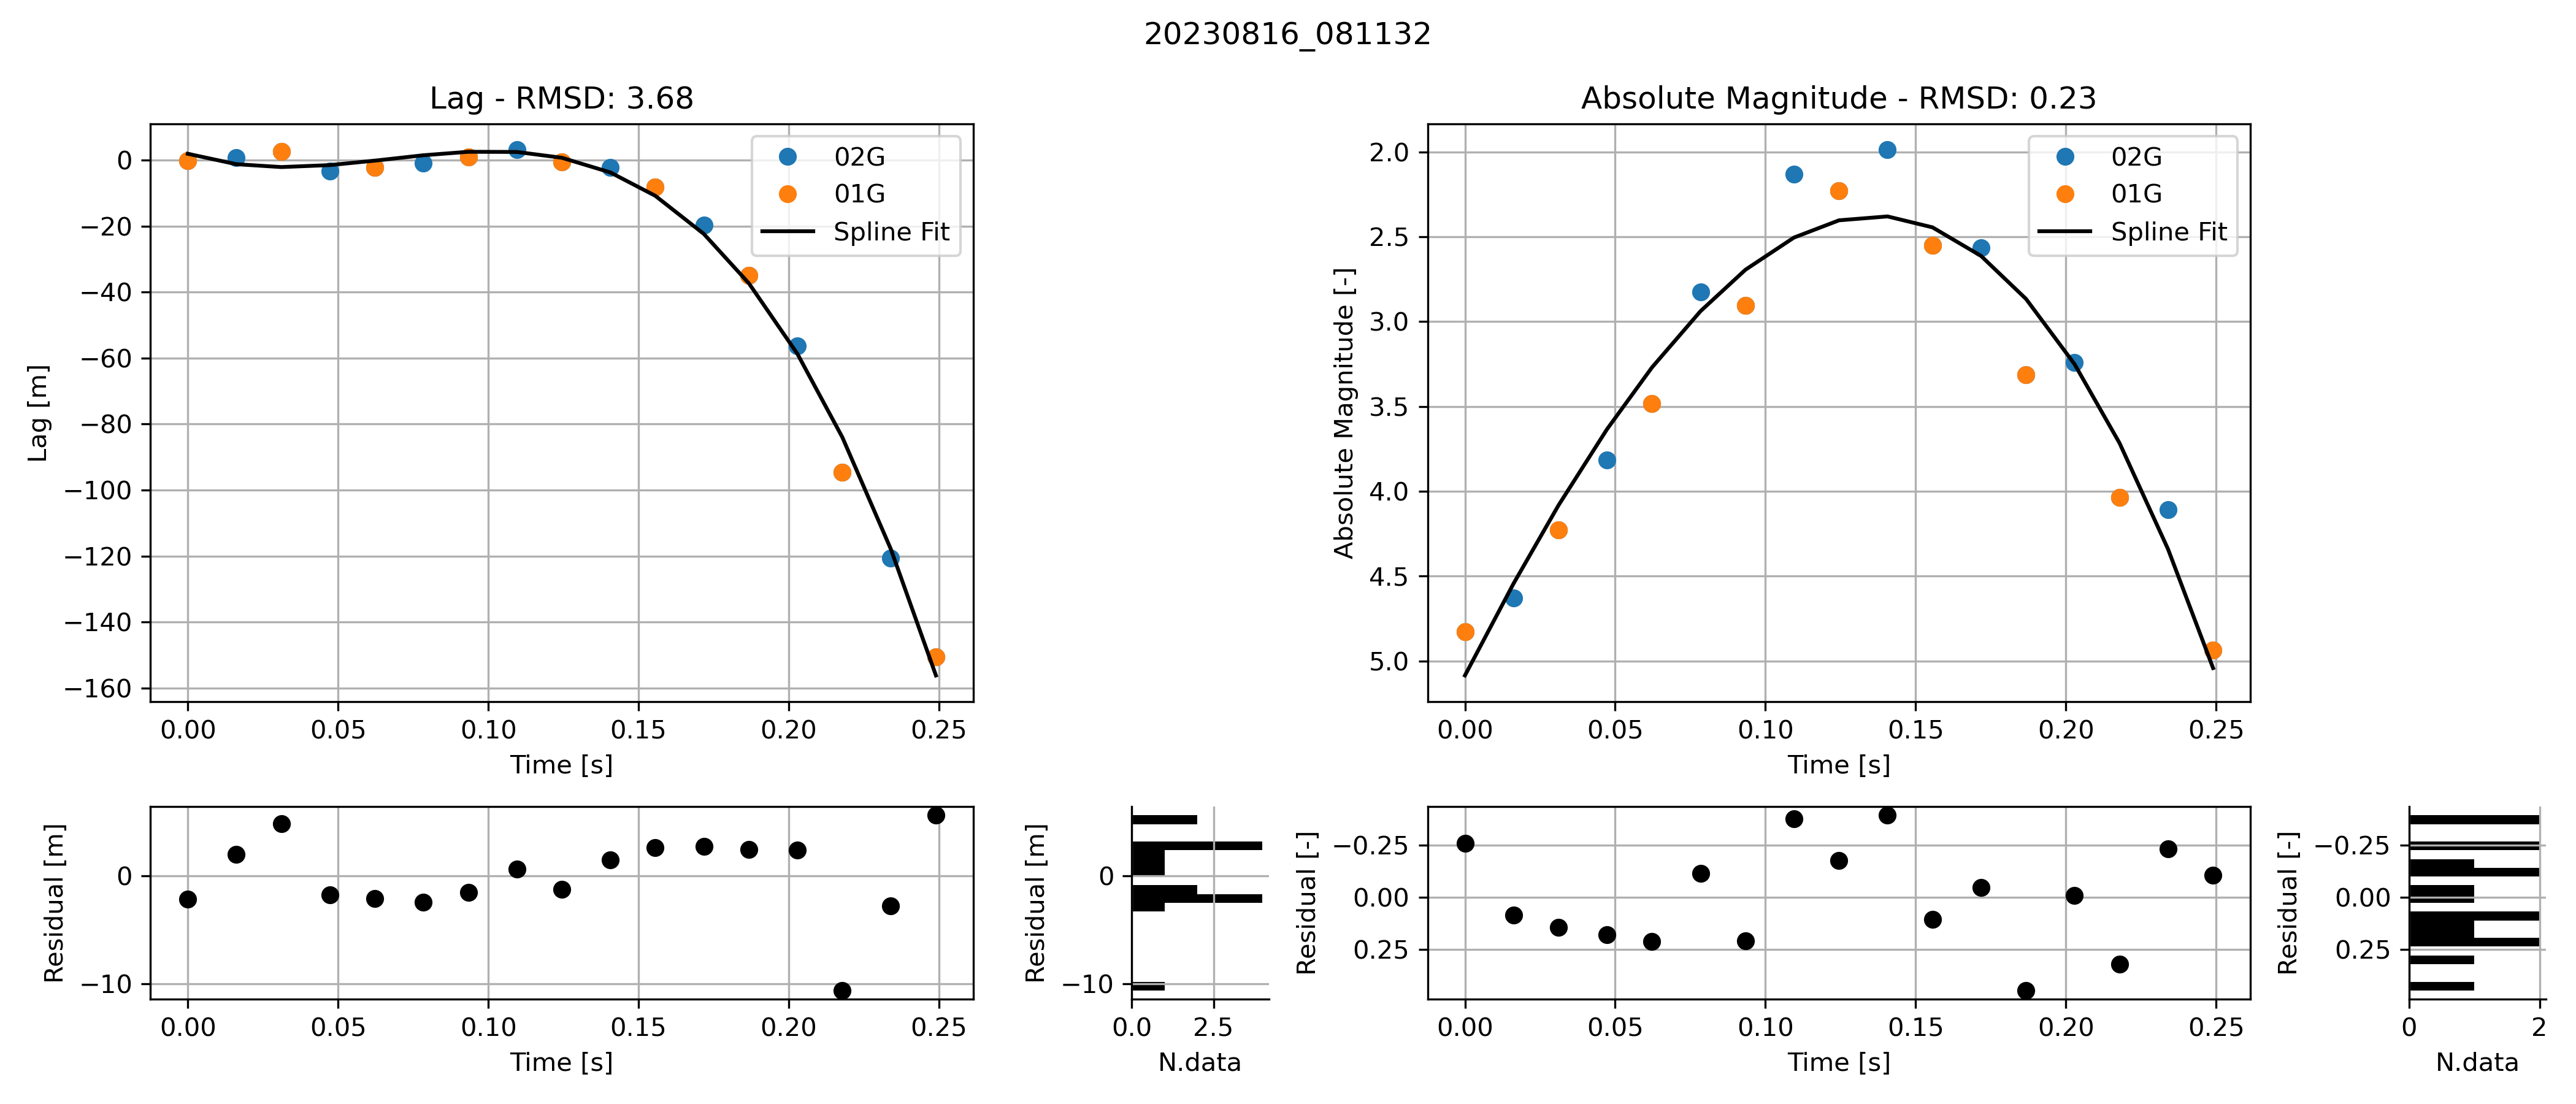 20230816_081132
Lag - RMSD: 3.68
Lag [m]
0
−20
−40
−60
−80
−100
−120
−140
−160
02G
01G
Spline Fit
0.00 0.05 0.10 0.15 0.20 0.25
Time [s]
Absolute Magnitude - RMSD: 0.23
Absolute Magnitude [-]
2.0
2.5
3.0
3.5
4.0
4.5
5.0
02G
01G
Spline Fit
0.00 0.05 0.10 0.15 0.20 0.25
Time [s]
Residual [m]
0
−10
0.00 0.05 0.10 0.15 0.20 0.25
Time [s]
Residual [m]
0
−10
0.0 2.5
N.data
Residual [-]
−0.25
0.00
0.25
0.00 0.05 0.10 0.15 0.20 0.25
Time [s]
Residual [-]
−0.25
0.00
0.25
0 2
N.data